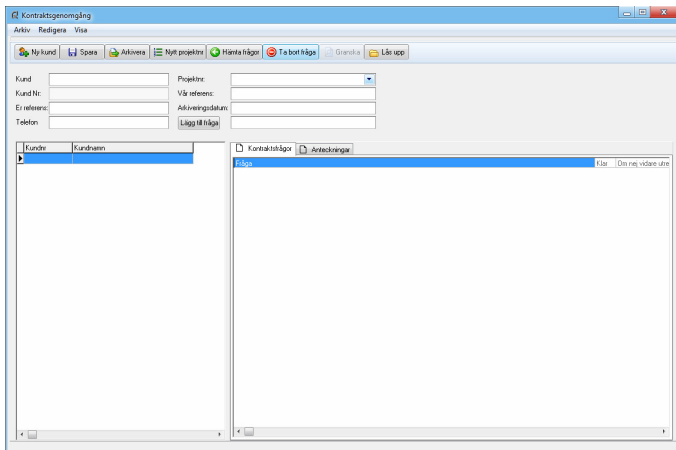 Kontraktsgenomgång
Arkiv Redigera Visa
Ny kund Spara Arkivera Nytt projektnr Hämta frågor Ta bort fråga Granska Lås upp
Kund Projektnr:
Kund Nr: Vår referens:
Er referens: Arkiveringsdatum:
Telefon Lägg till fråga
Kundnr Kundnamn
Kontraktsfrågor Anteckningar
Fråga Klar Om nej vidare utre